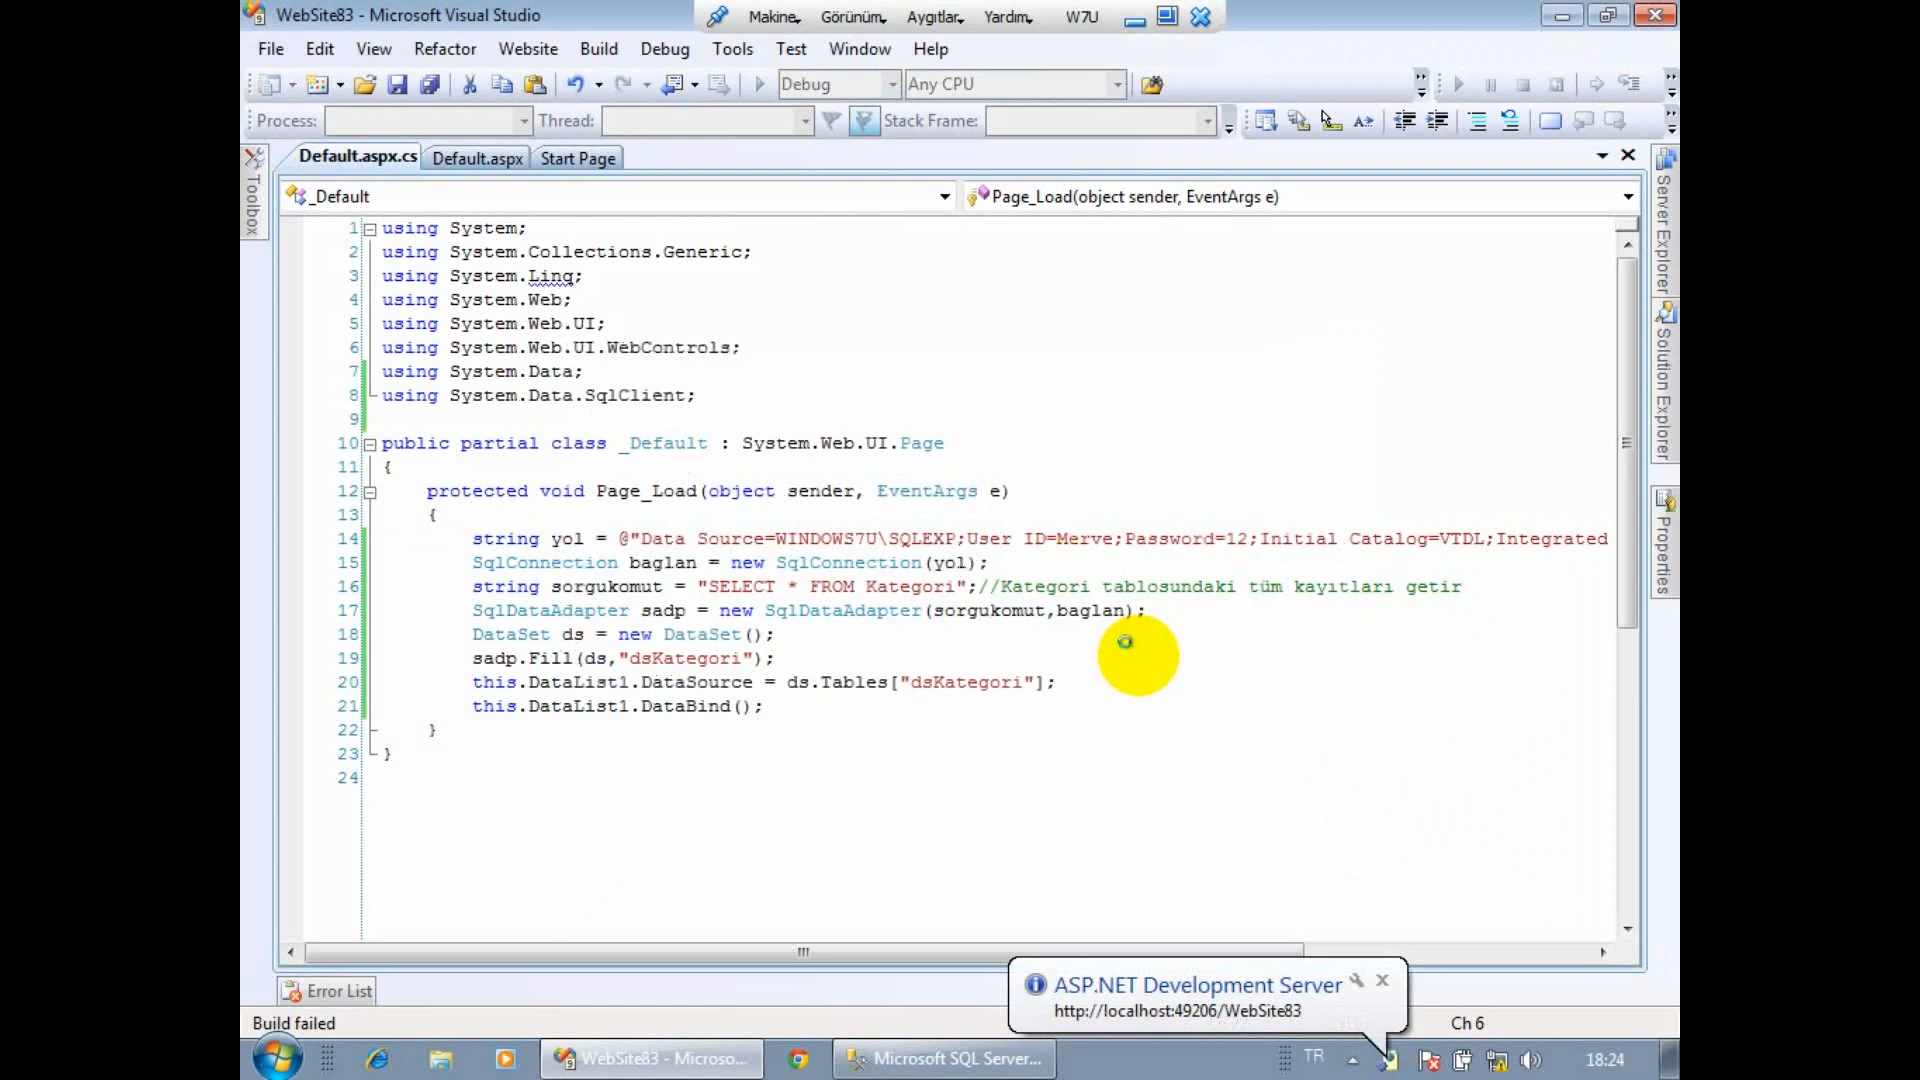 WebSite83 - Microsoft Visual Studio
Makine Görünüm Aygıtlar Yardım W7U
File Edit View Refactor Website Build Debug Tools Test Window Help
Debug Any CPU
Process: Thread: Stack Frame:
Default.aspx.cs Default.aspx Start Page
_Default Page_Load(object sender, EventArgs e)
Toolbox
Server Explorer
Solution Explorer
Properties
1 using System;
2 using System.Collections.Generic;
3 using System.Linq;
4 using System.Web;
5 using System.Web.UI;
6 using System.Web.UI.WebControls;
7 using System.Data;
8 using System.Data.SqlClient;
9
10 public partial class _Default : System.Web.UI.Page
11 {
12 protected void Page_Load(object sender, EventArgs e)
13 {
14 string yol = @"Data Source=WINDOWS7U\SQLEXP;User ID=Merve;Password=12;Initial Catalog=VTDL;Integrated
15 SqlConnection baglan = new SqlConnection(yol);
16 string sorgukomut = "SELECT * FROM Kategori";//Kategori tablosundaki tüm kayıtları getir
17 SqlDataAdapter sadp = new SqlDataAdapter(sorgukomut,baglan);
18 DataSet ds = new DataSet();
19 sadp.Fill(ds,"dsKategori");
20 this.DataList1.DataSource = ds.Tables["dsKategori"];
21 this.DataList1.DataBind();
22 }
23 }
24
Error List
ASP.NET Development Server
http://localhost:49206/WebSite83
Build failed Ch 6
WebSite83 - Microso... Microsoft SQL Server... TR 18:24